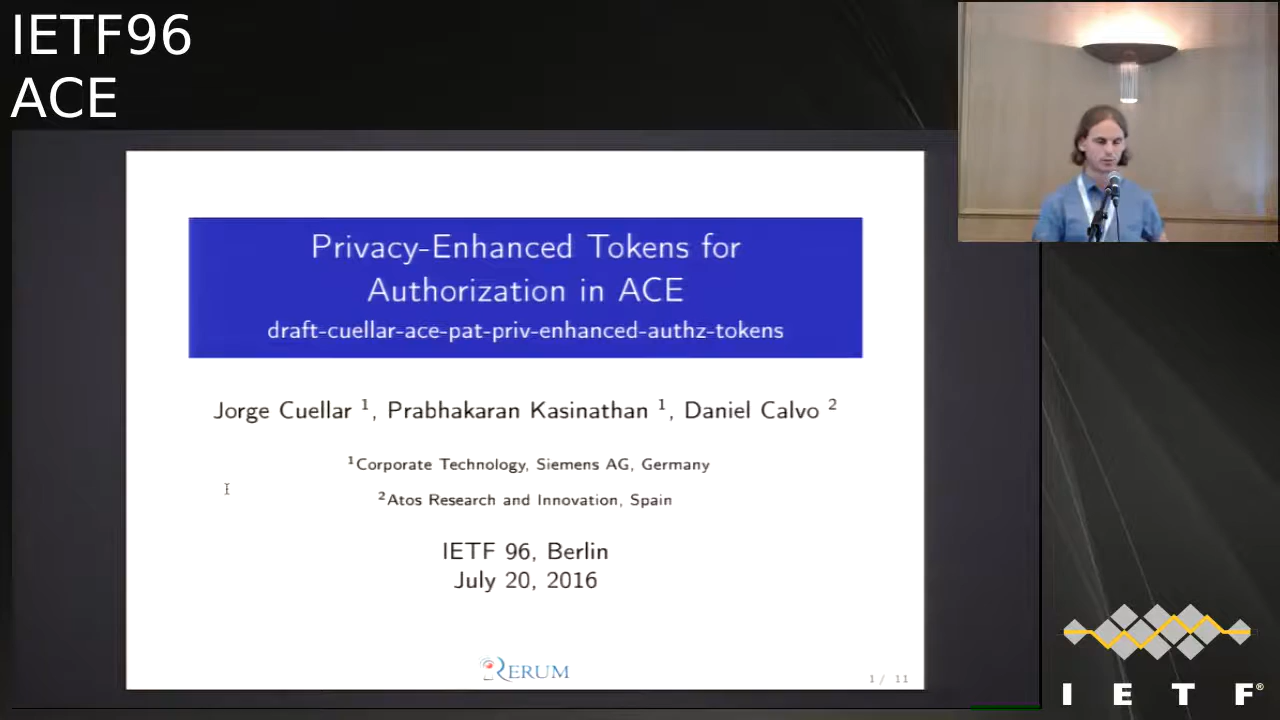 IETF96
ACE
Privacy-Enhanced Tokens for
Authorization in ACE
draft-cuellar-ace-pat-priv-enhanced-authz-tokens
Jorge Cuellar 1, Prabhakaran Kasinathan 1, Daniel Calvo 2
1Corporate Technology, Siemens AG, Germany
2Atos Research and Innovation, Spain
IETF 96, Berlin
July 20, 2016
RERUM
1 / 11
I E T F®